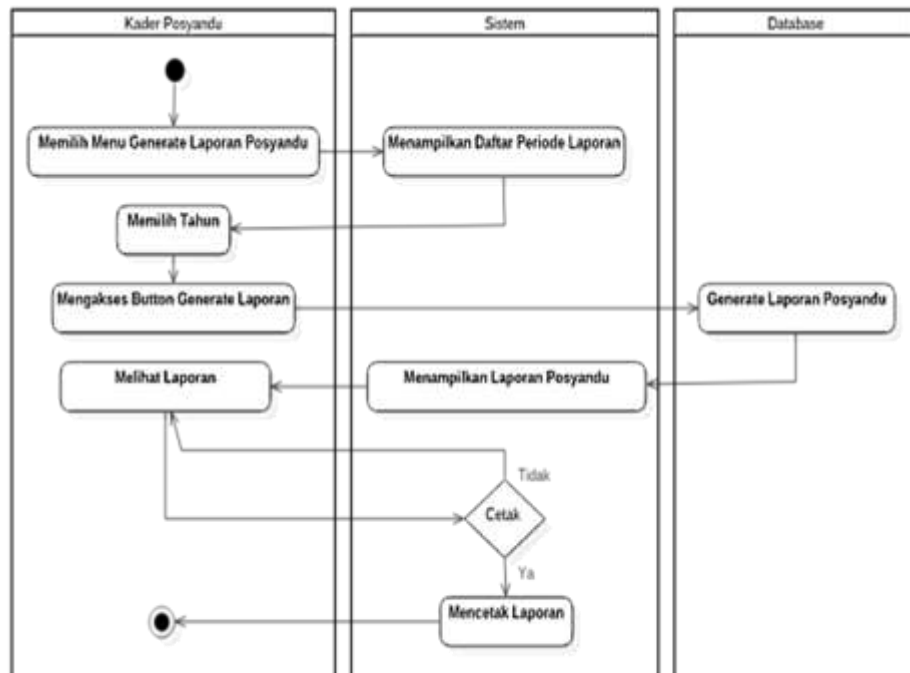 Kader Posyandu
Sistem
Database
Memilih Menu Generate Laporan Posyandu
Menampilkan Daftar Periode Laporan
Memilih Tahun
Mengakses Button Generate Laporan
Generate Laporan Posyandu
Melihat Laporan
Menampilkan Laporan Posyandu
Tidak
Cetak
Ya
Mencetak Laporan